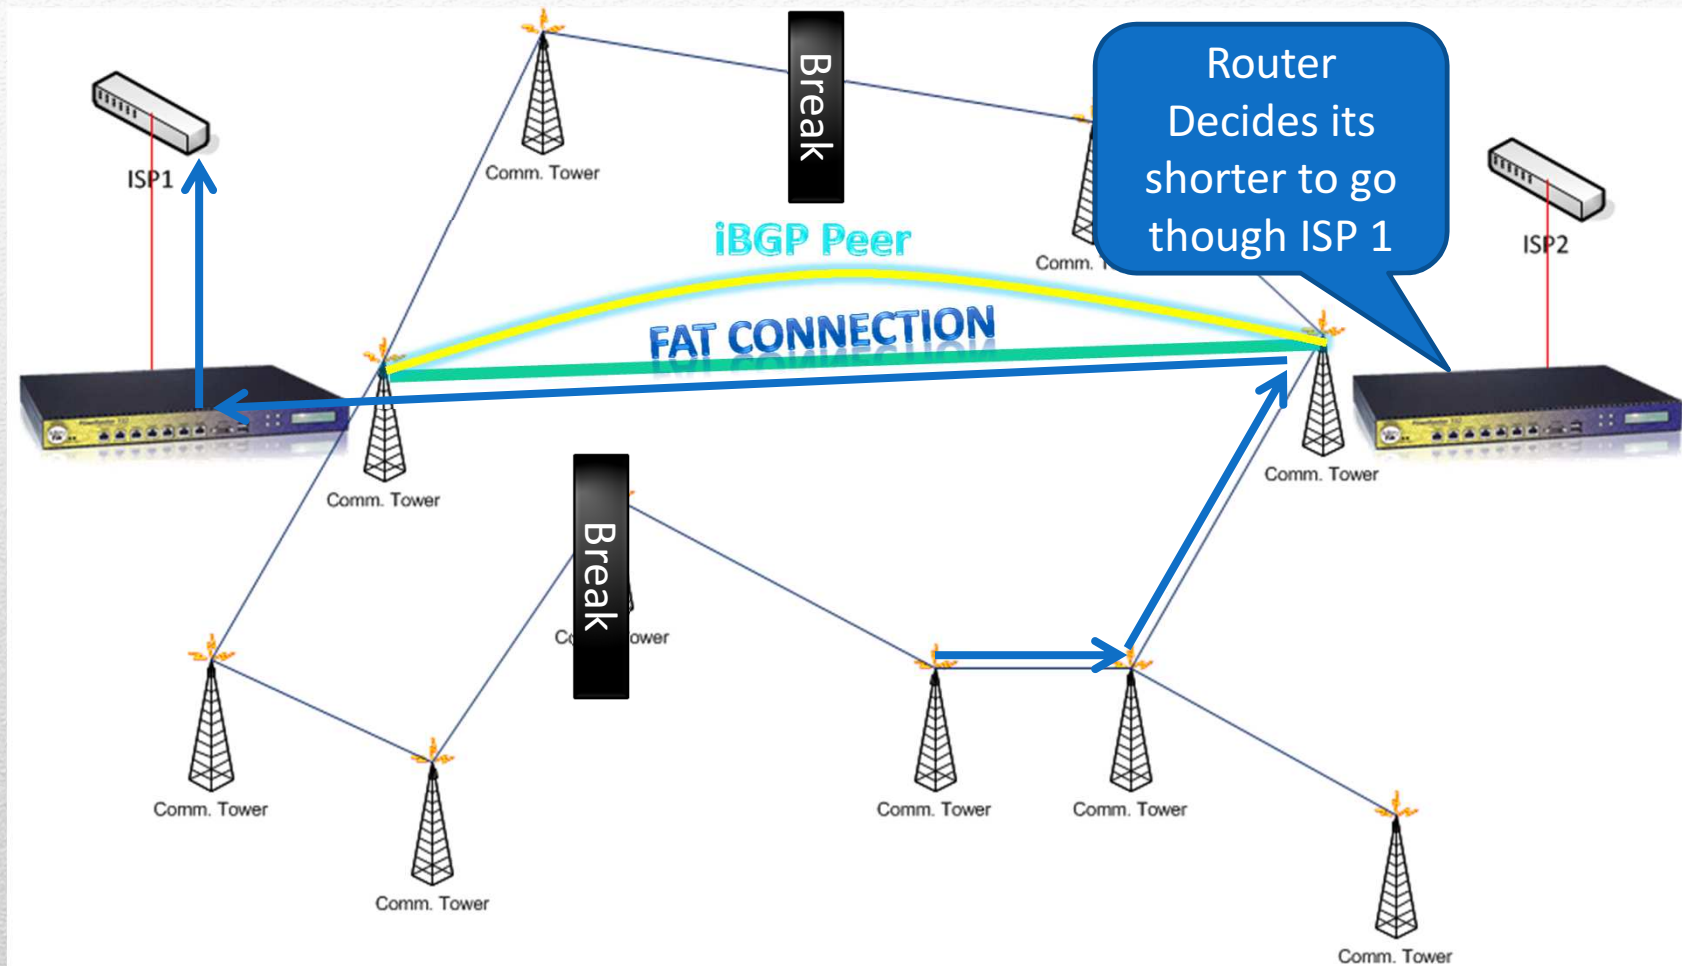 Break
Router
Decides its
shorter to go
though ISP 1
ISP1
Comm. Tower
ISP2
iBGP Peer
Comm.
FAT CONNECTION
Comm. Tower
Comm. Tower
Break
Comm. Tower
Comm. Tower
Comm. Tower
Comm. Tower
Comm. Tower